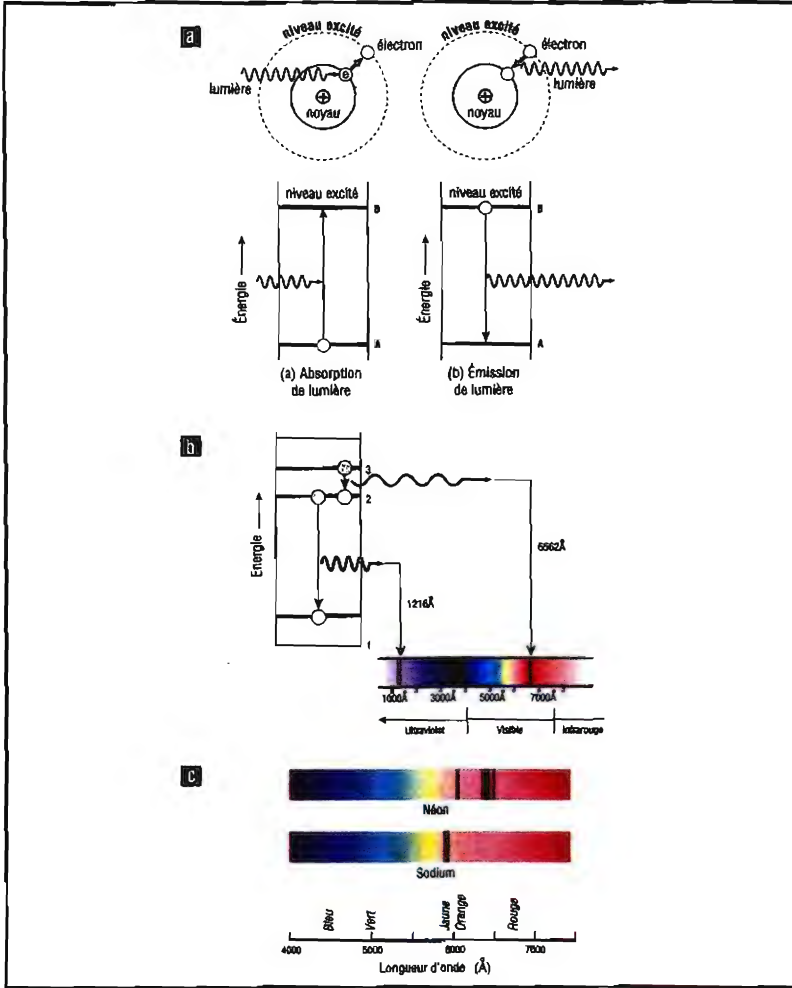 a
niveau excité
électron
lumière
e
noyau
niveau excité
électron
lumière
noyau
niveau excité
B
Énergie
A
(a) Absorption
de lumière
niveau excité
B
Énergie
A
(b) Émission
de lumière
b
3
2
Energie
1
6562Å
1216Å
1000Å 3000Å 5000Å 7000Å
Ultraviolet Visible Infrarouge
c
Néon
Sodium
Bleu Vert Jaune Orange Rouge
4000 5000 6000 7000
Longueur d'onde (Å)